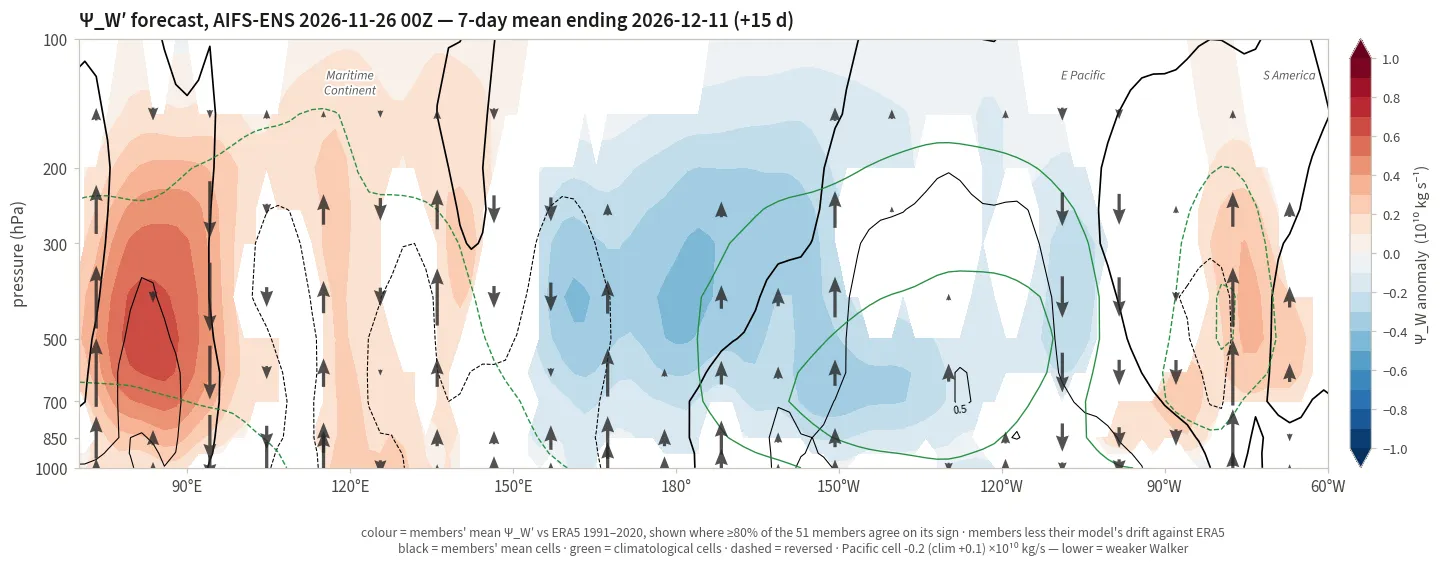 Ψ_W′ forecast, AIFS-ENS 2026-11-26 00Z — 7-day mean ending 2026-12-11 (+15 d)
100
200
300
400
500
700
850
1000
pressure (hPa)
Maritime
Continent
E Pacific
S America
0.5
90°E
120°E
150°E
180°
150°W
120°W
90°W
60°W
1.0
0.8
0.6
0.4
0.2
0.0
−0.2
−0.4
−0.6
−0.8
−1.0
Ψ_W anomaly (10¹⁰ kg s⁻¹)
colour = members' mean Ψ_W′ vs ERA5 1991–2020, shown where ≥80% of the 51 members agree on its sign · members less their model's drift against ERA5
black = members' mean cells · green = climatological cells · dashed = reversed · Pacific cell -0.2 (clim +0.1) ×10¹⁰ kg/s — lower = weaker Walker